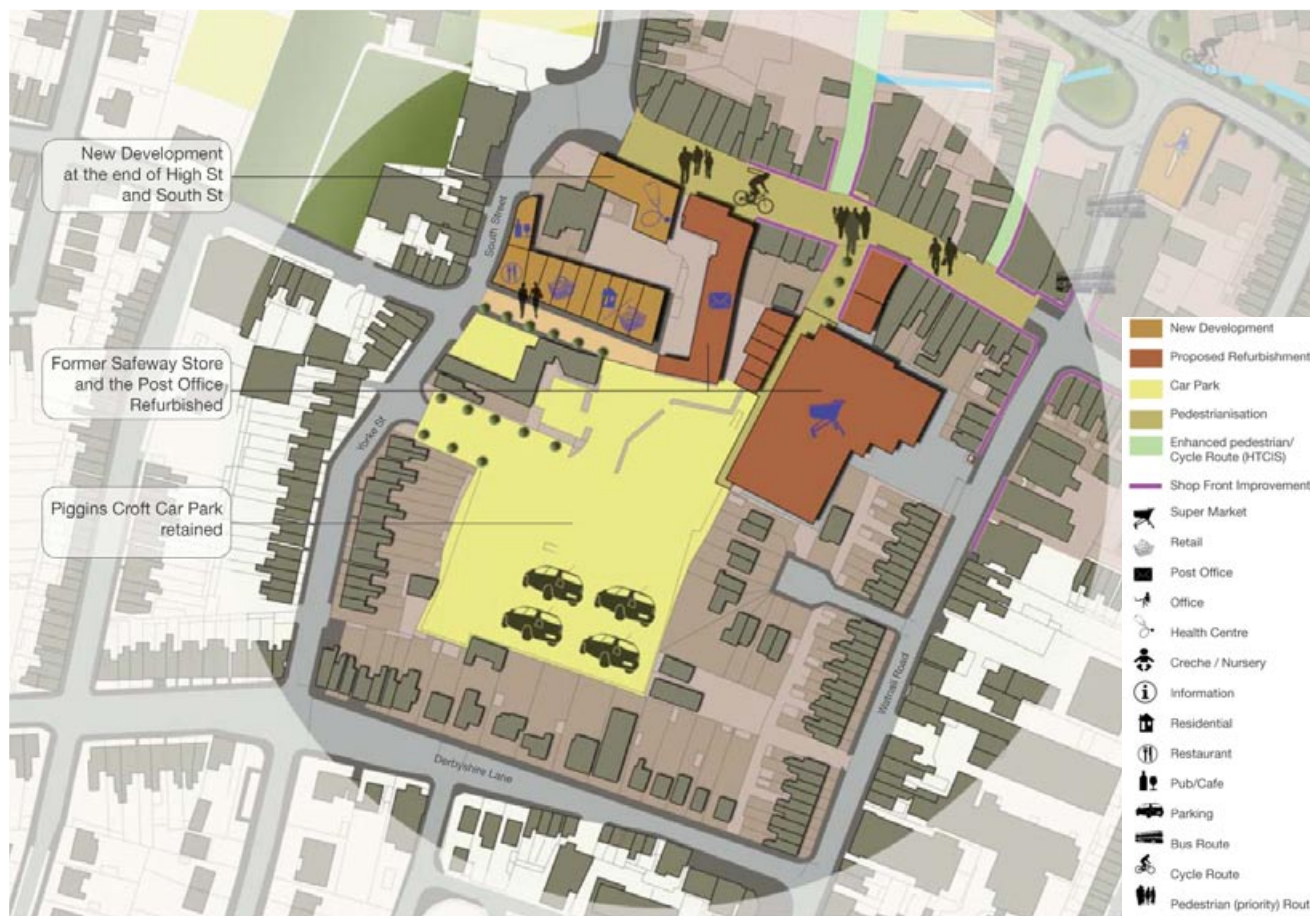 New Development
at the end of High St
and South St
Former Safeway Store
and the Post Office
Refurbished
Piggins Croft Car Park
retained
South Street
Yorke St
Derbyshire Lane
Watnall Road
New Development
Proposed Refurbishment
Car Park
Pedestrianisation
Enhanced pedestrian/
Cycle Route (HTCIS)
Shop Front Improvement
Super Market
Retail
Post Office
Office
Health Centre
Creche / Nursery
Information
Residential
Restaurant
Pub/Cafe
Parking
Bus Route
Cycle Route
Pedestrian (priority) Rout